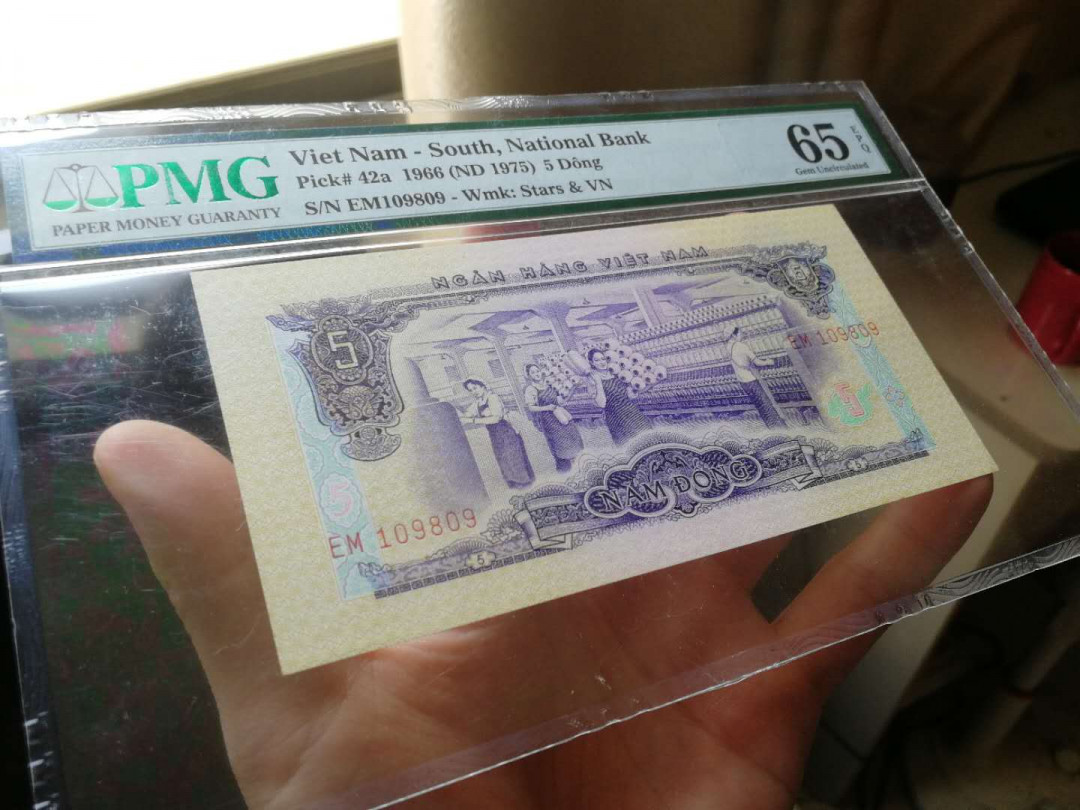 PMG
PAPER MONEY GUARANTY
Viet Nam - South, National Bank
Pick# 42a 1966 (ND 1975) 5 Dông
S/N EM109809 - Wmk: Stars & VN
65 EPQ
Gem Uncirculated
NGÂN HÀNG VIỆT NAM
5
5
EM 109809
5
5
EM 109809
NĂM ĐỒNG
5